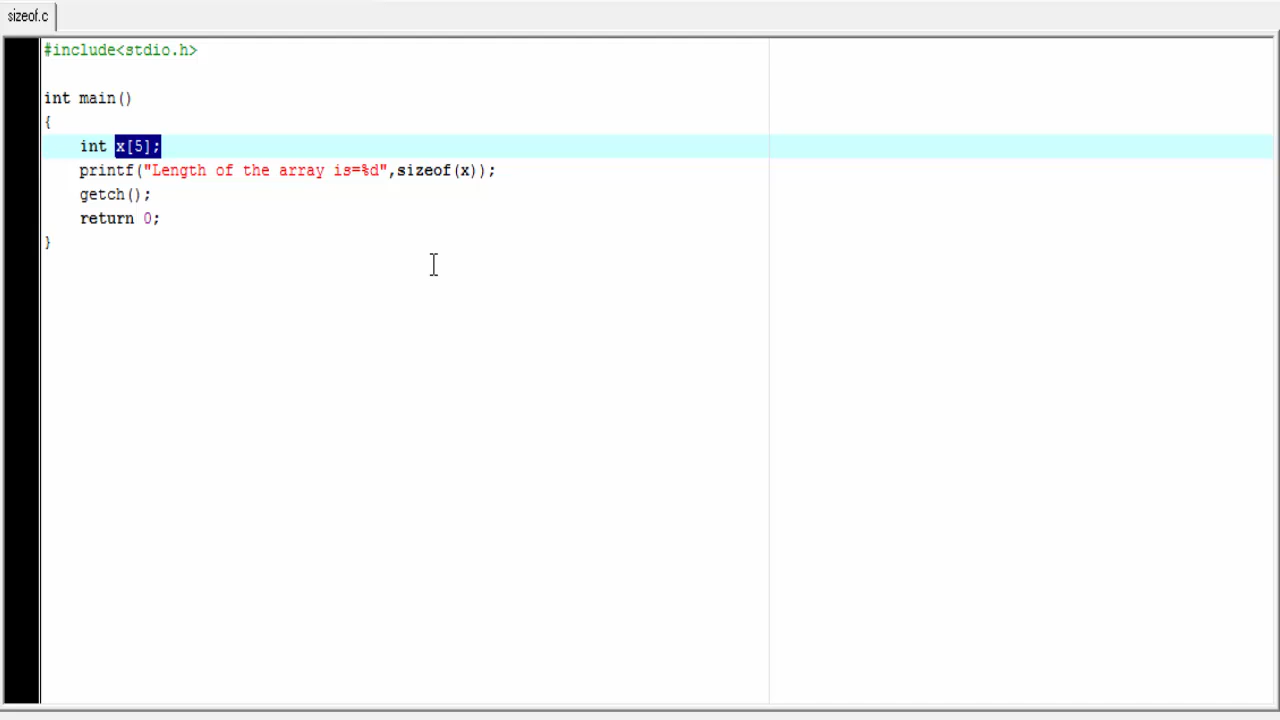 sizeof.c
#include<stdio.h>
int main()
{
int x[5];
printf("Length of the array is=%d",sizeof(x));
getch();
return 0;
}